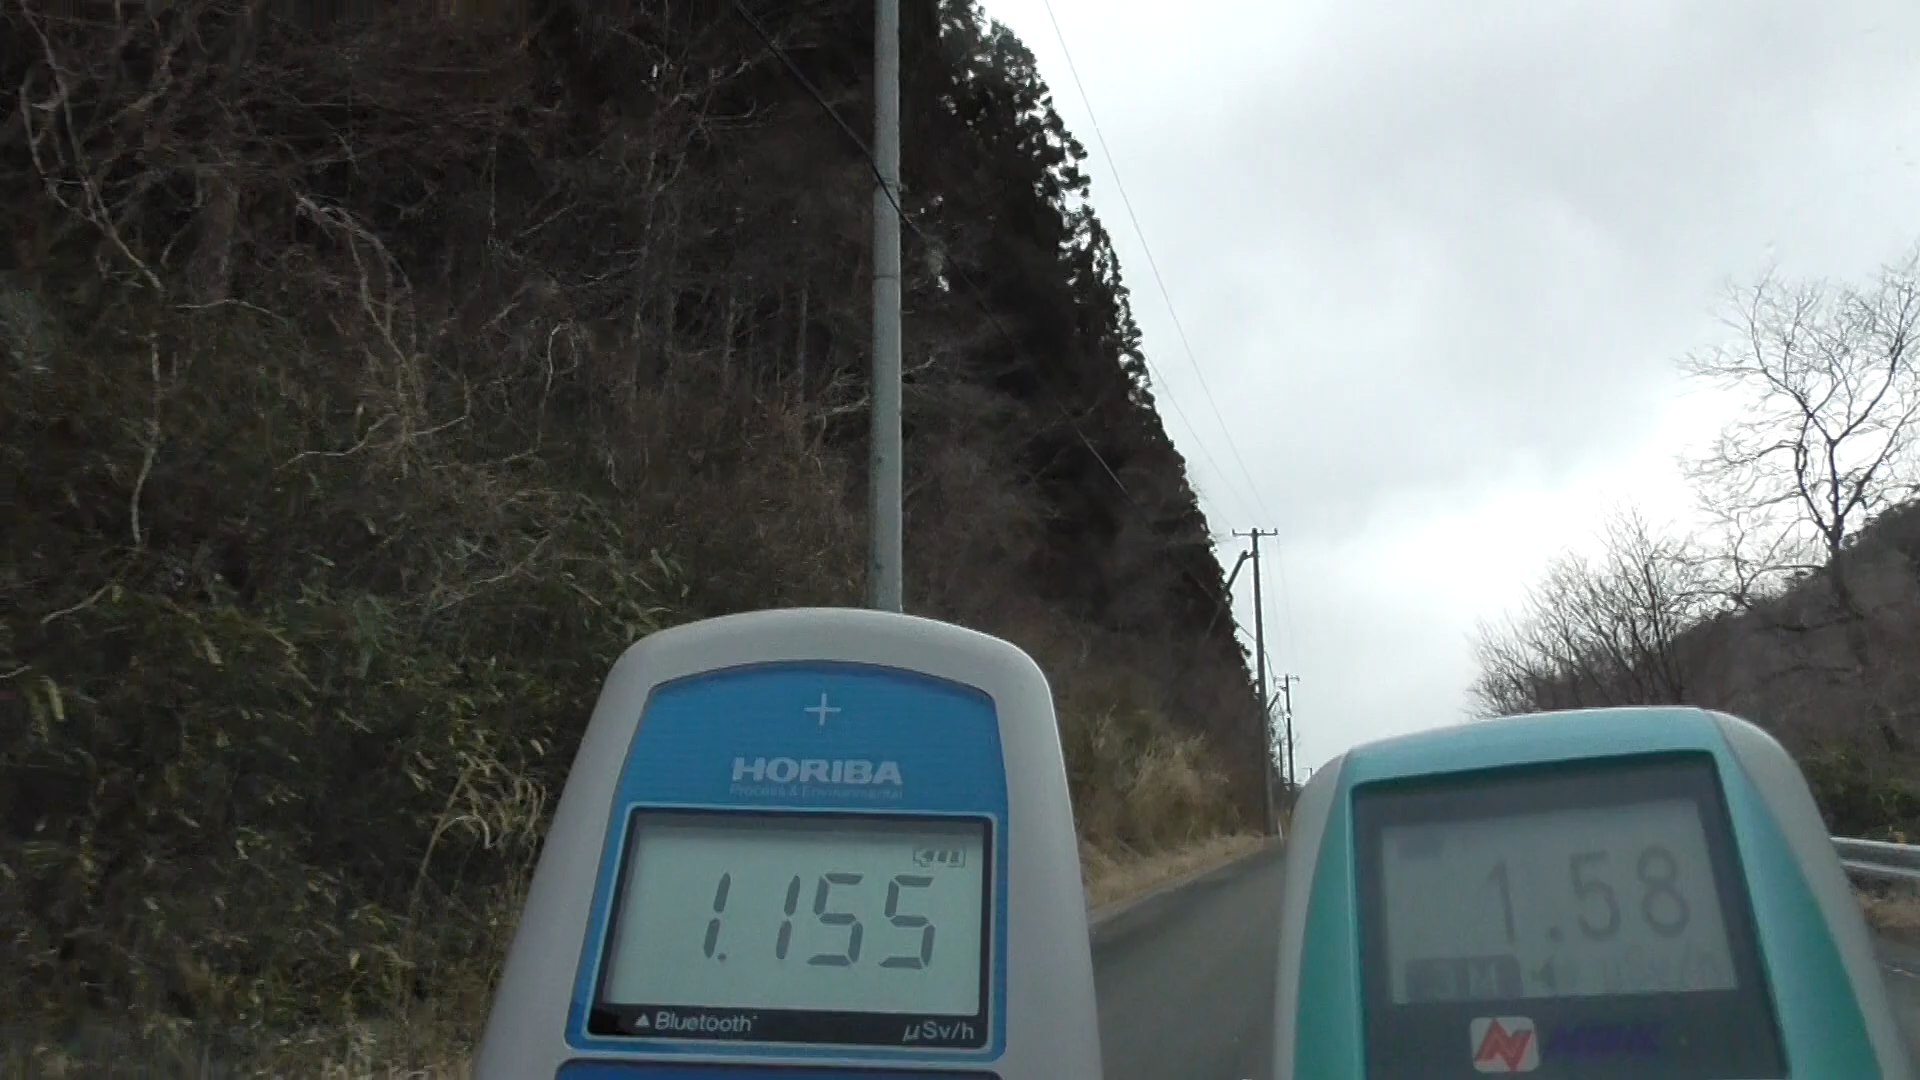 +
HORIBA
Process & Environmental
1.155
▲Bluetooth
μSv/h
1.58